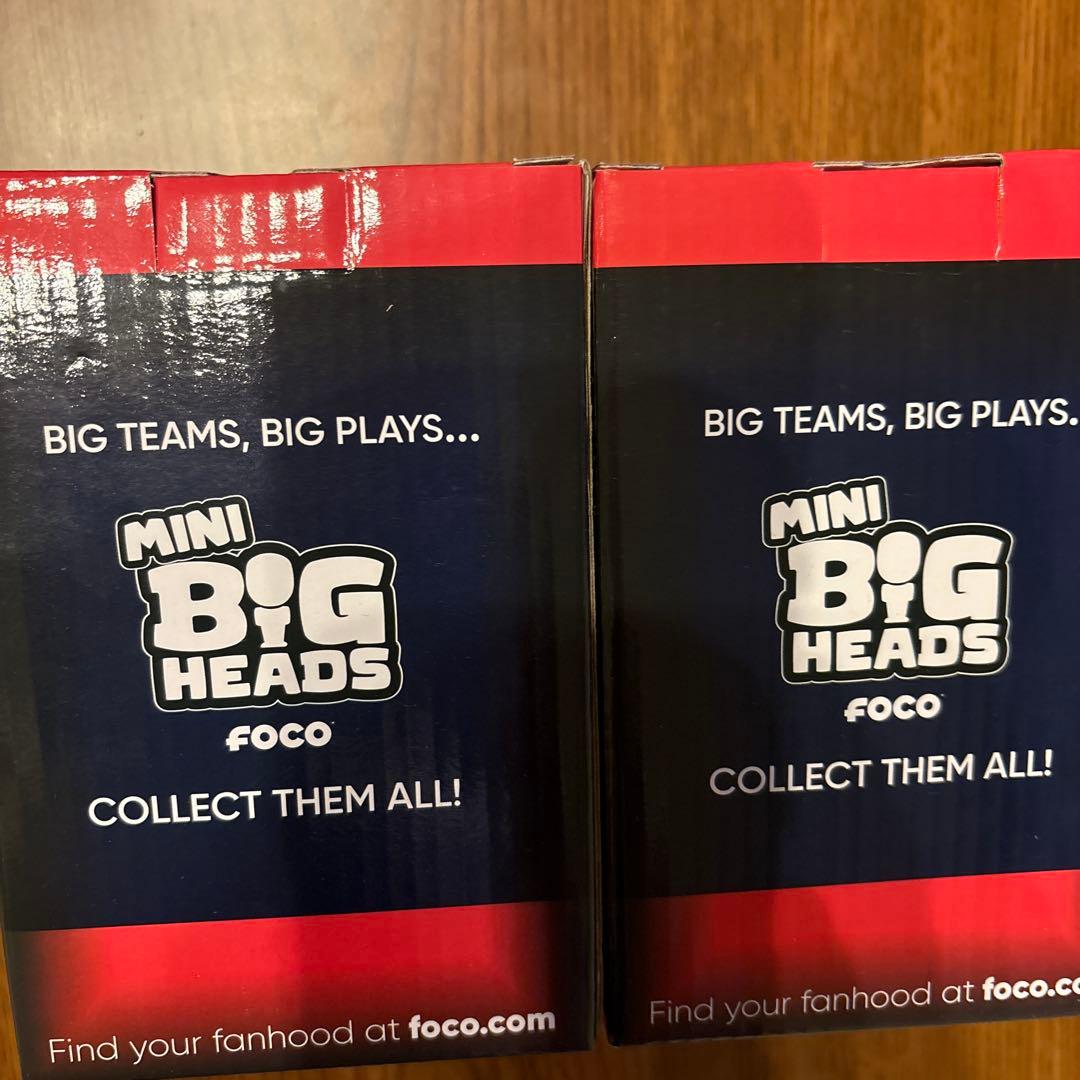 BIG TEAMS, BIG PLAYS...
MINI
BIG
HEADS
FOCO
COLLECT THEM ALL!
Find your fanhood at foco.com
BIG TEAMS, BIG PLAYS.
MINI
BIG
HEADS
FOCO
COLLECT THEM ALL!
Find your fanhood at foco.co